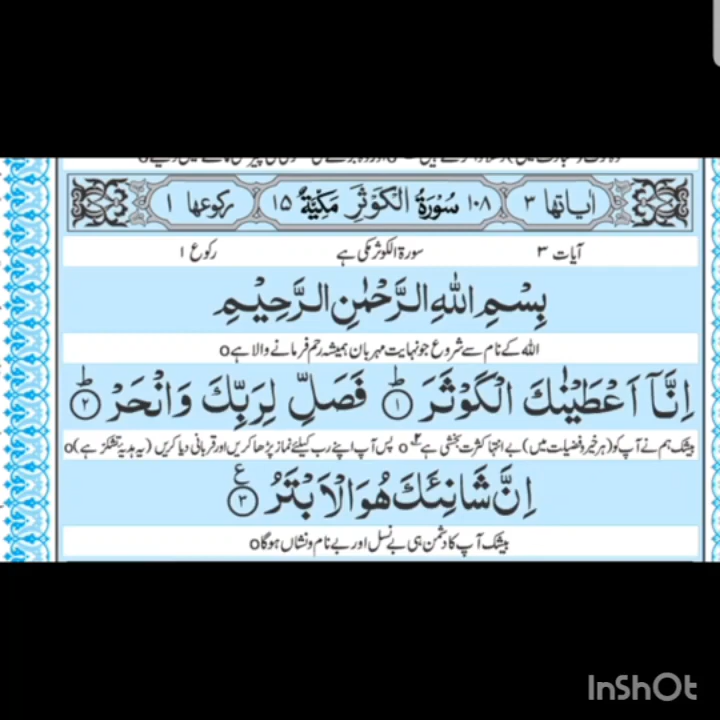 اٰیاتہا ۳ ۱۰۸ سُوْرَۃُ الْکَوْثَرِ مَکِّیَّۃٌ ۱۵ رکوعہا ۱
آیات ۳ سورۃ الکوثر مکی ہے رکوع ۱
بِسْمِ اللّٰہِ الرَّحْمٰنِ الرَّحِیْمِ
اللہ کے نام سے شروع جو نہایت مہربان ہمیشہ رحم فرمانے والا ہے o
اِنَّاۤ اَعْطَیْنٰكَ الْكَوْثَرَ ؕ﴿۱﴾ فَصَلِّ لِرَبِّكَ وَ انْحَرْ ؕ﴿۲﴾
بیشک ہم نے آپ کو (ہر خیر و فضیلت میں) بے انتہا کثرت بخشی ہے o پس آپ اپنے رب کیلئے نماز پڑھا کریں اور قربانی دیا کریں (یہ ہدیۂ تشکر ہے) o
اِنَّ شَانِئَكَ هُوَ الْاَبْتَرُ ﴿۳﴾ ع
بیشک آپ کا دشمن ہی بے نسل اور بے نام و نشاں ہوگا o
InShOt